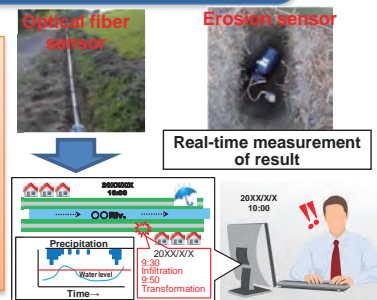 Optical fiber
sensor
Erosion sensor
Real-time measurement
of result
20XX/X/X
10:00
〇〇Riv.
Precipitation
Water level
Time→
20XX/X/X
9:30
Infiltration
9:50
Transformation
20XX/X/X
10:00
!!